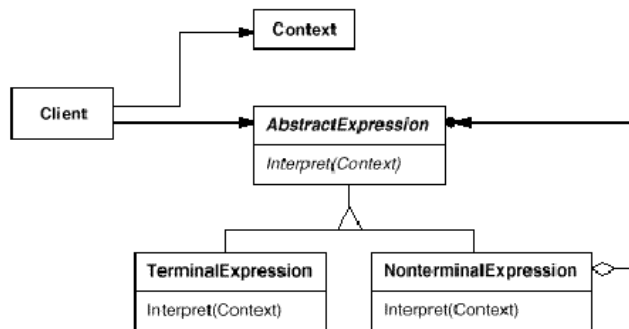 Context
Client
AbstractExpression
Interpret(Context)
TerminalExpression
Interpret(Context)
NonterminalExpression
Interpret(Context)